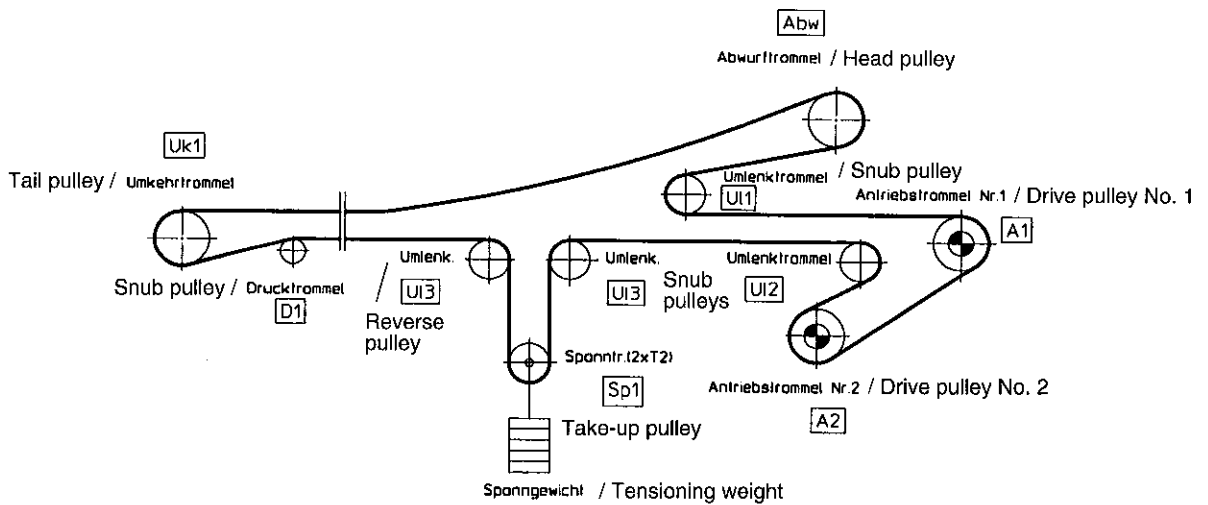 Abw
Abwurftrommel / Head pulley
Uk1
Tail pulley / Umkehrtrommel
Umlenktrommel / Snub pulley
Ul1
Antriebstrommel Nr.1 / Drive pulley No. 1
A1
Snub pulley / Drucktrommel
D1
Umlenk.
/
Ul3
Reverse
pulley
Umlenk.
Ul3
Snub
pulleys
Umlenktrommel
Ul2
Spanntr.(2xT2)
Sp1
Take-up pulley
Antriebstrommel Nr.2 / Drive pulley No. 2
A2
Spanngewicht / Tensioning weight